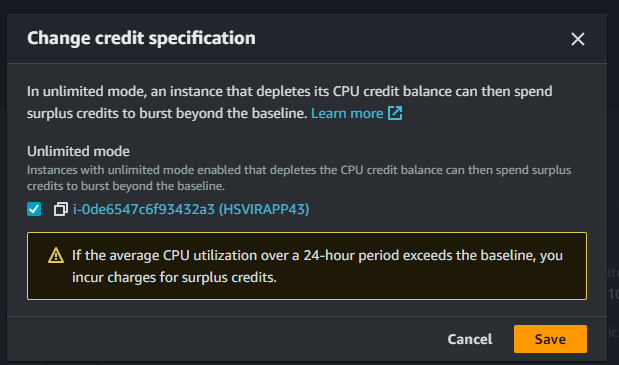 Change credit specification
In unlimited mode, an instance that depletes its CPU credit balance can then spend
surplus credits to burst beyond the baseline. Learn more
Unlimited mode
Instances with unlimited mode enabled that depletes the CPU credit balance can then spend surplus
credits to burst beyond the baseline.
i-0de6547c6f93432a3 (HSVIRAPP43)
If the average CPU utilization over a 24-hour period exceeds the baseline, you
incur charges for surplus credits.
Cancel Save